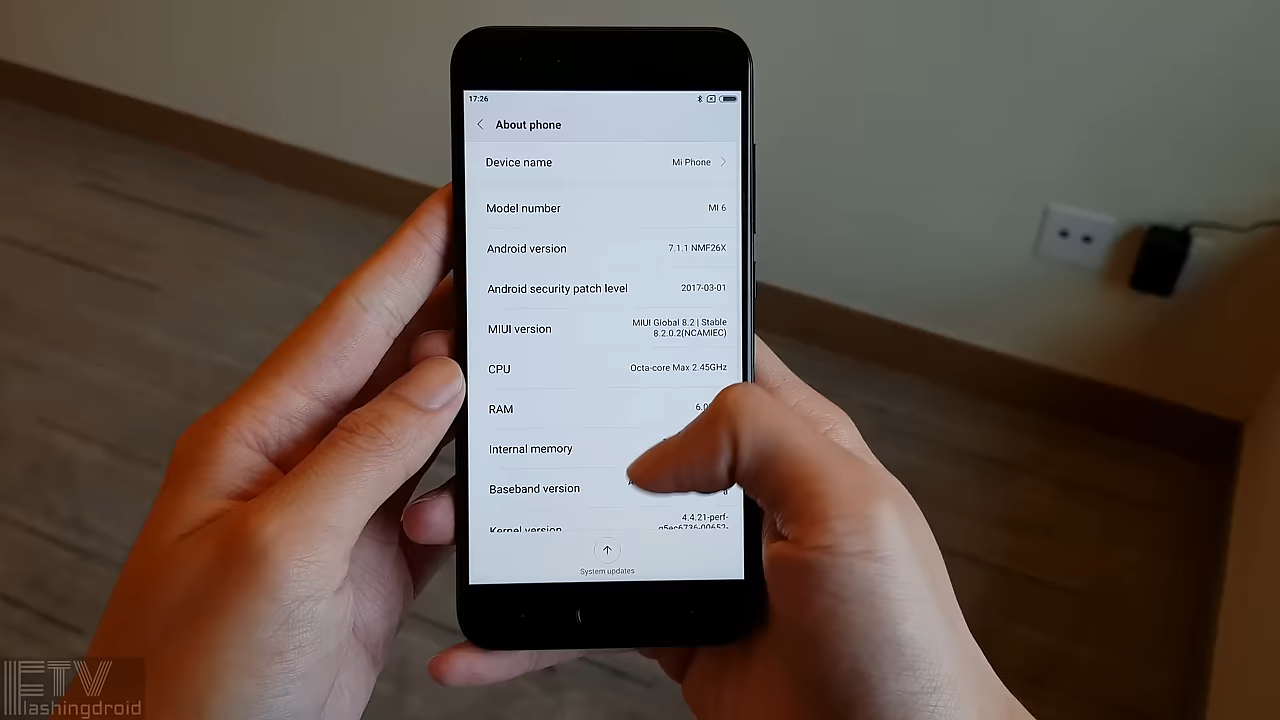 17:26
About phone
Device name Mi Phone
Model number MI 6
Android version 7.1.1 NMF26X
Android security patch level 2017-03-01
MIUI version MIUI Global 8.2 | Stable
8.2.0.2(NCAMIEC)
CPU Octa-core Max 2.45GHz
RAM 6.0
Internal memory
Baseband version
Kernel version 4.4.21-perf-
System updates
ETV
lashingdroid